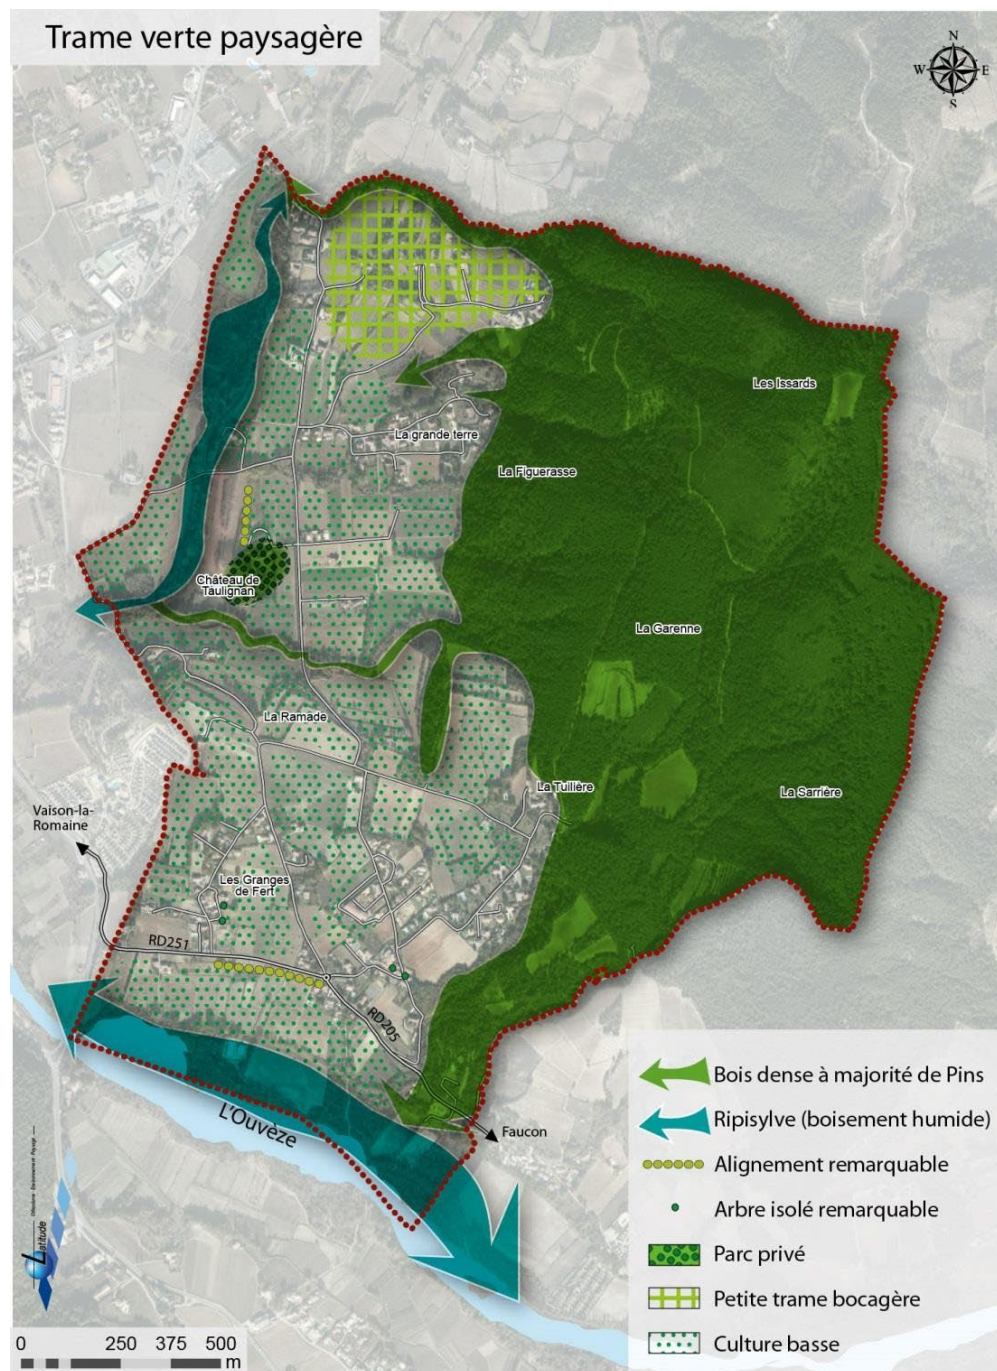 Trame verte paysagère
N
W E
S
Les Issards
La grande terre
La Figuerasse
Château de
Taulignan
La Garenne
La Ramade
La Tuilière
La Sarrière
Vaison-la-
Romaine
Les Granges
de Fert
RD251
RD205
L'Ouvèze
Faucon
Bois dense à majorité de Pins
Ripisylve (boisement humide)
Alignement remarquable
Arbre isolé remarquable
Parc privé
Petite trame bocagère
Culture basse
Latitude
0 250 375 500
m